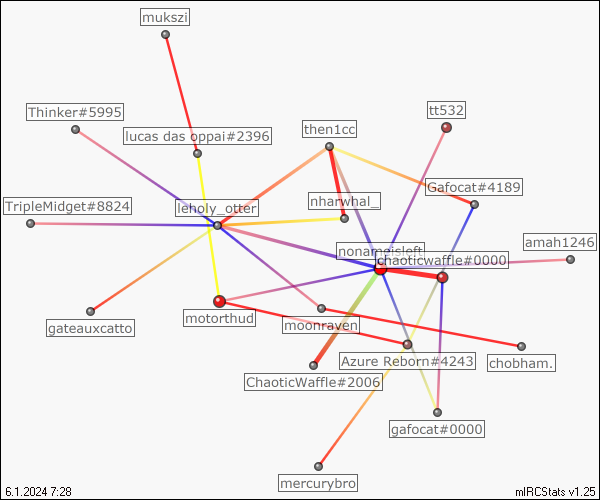 mukszi
Thinker#5995
tt532
then1cc
lucas das oppai#2396
Gafocat#4189
nharwhal_
TripleMidget#8824
leholy_otter
amah1246
nonameisleft
chaoticwaffle#0000
motorthud
moonraven
gateauxcatto
Azure Reborn#4243
chobham.
ChaoticWaffle#2006
gafocat#0000
mercurybro
6.1.2024 7:28
mIRCStats v1.25